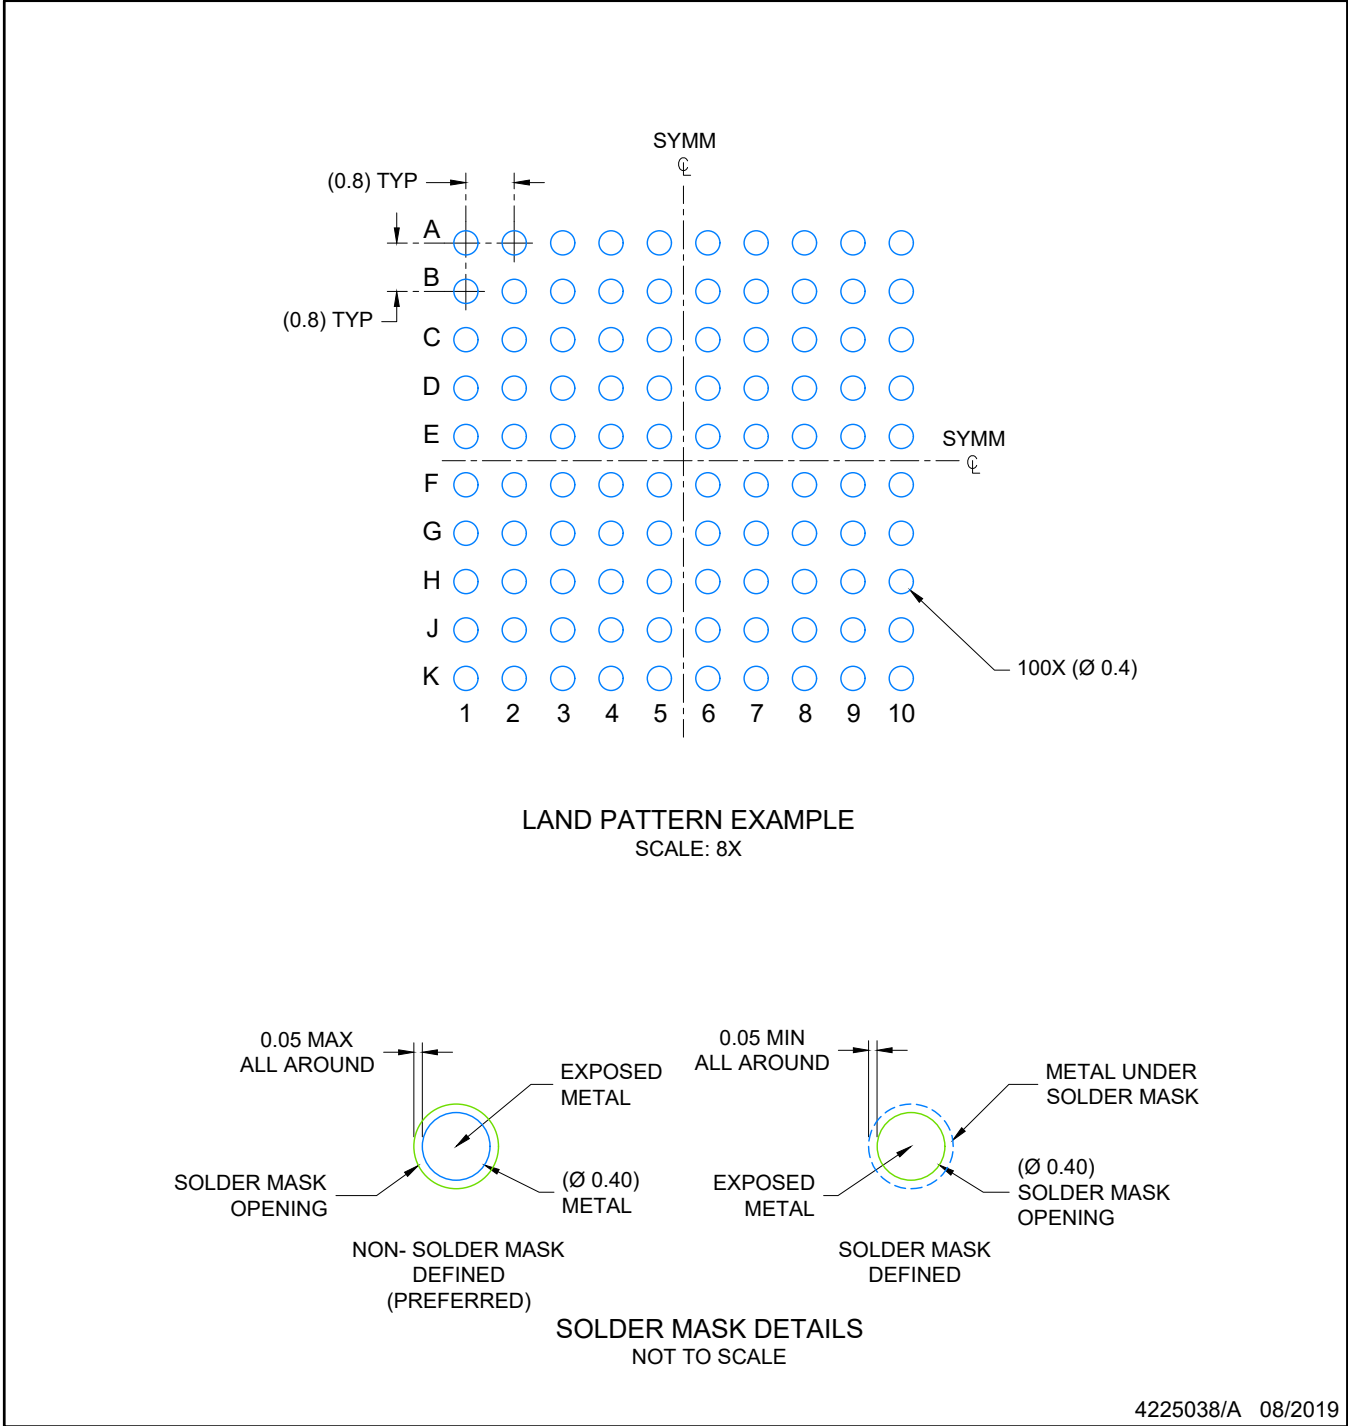 SYMM
℄
(0.8) TYP
A
B
(0.8) TYP
C
D
E
SYMM
℄
F
G
H
J
K
100X (Ø 0.4)
1 2 3 4 5 6 7 8 9 10
LAND PATTERN EXAMPLE
SCALE: 8X
0.05 MAX
ALL AROUND
EXPOSED
METAL
SOLDER MASK
OPENING
(Ø 0.40)
METAL
NON- SOLDER MASK
DEFINED
(PREFERRED)
0.05 MIN
ALL AROUND
METAL UNDER
SOLDER MASK
EXPOSED
METAL
(Ø 0.40)
SOLDER MASK
OPENING
SOLDER MASK
DEFINED
SOLDER MASK DETAILS
NOT TO SCALE
4225038/A 08/2019